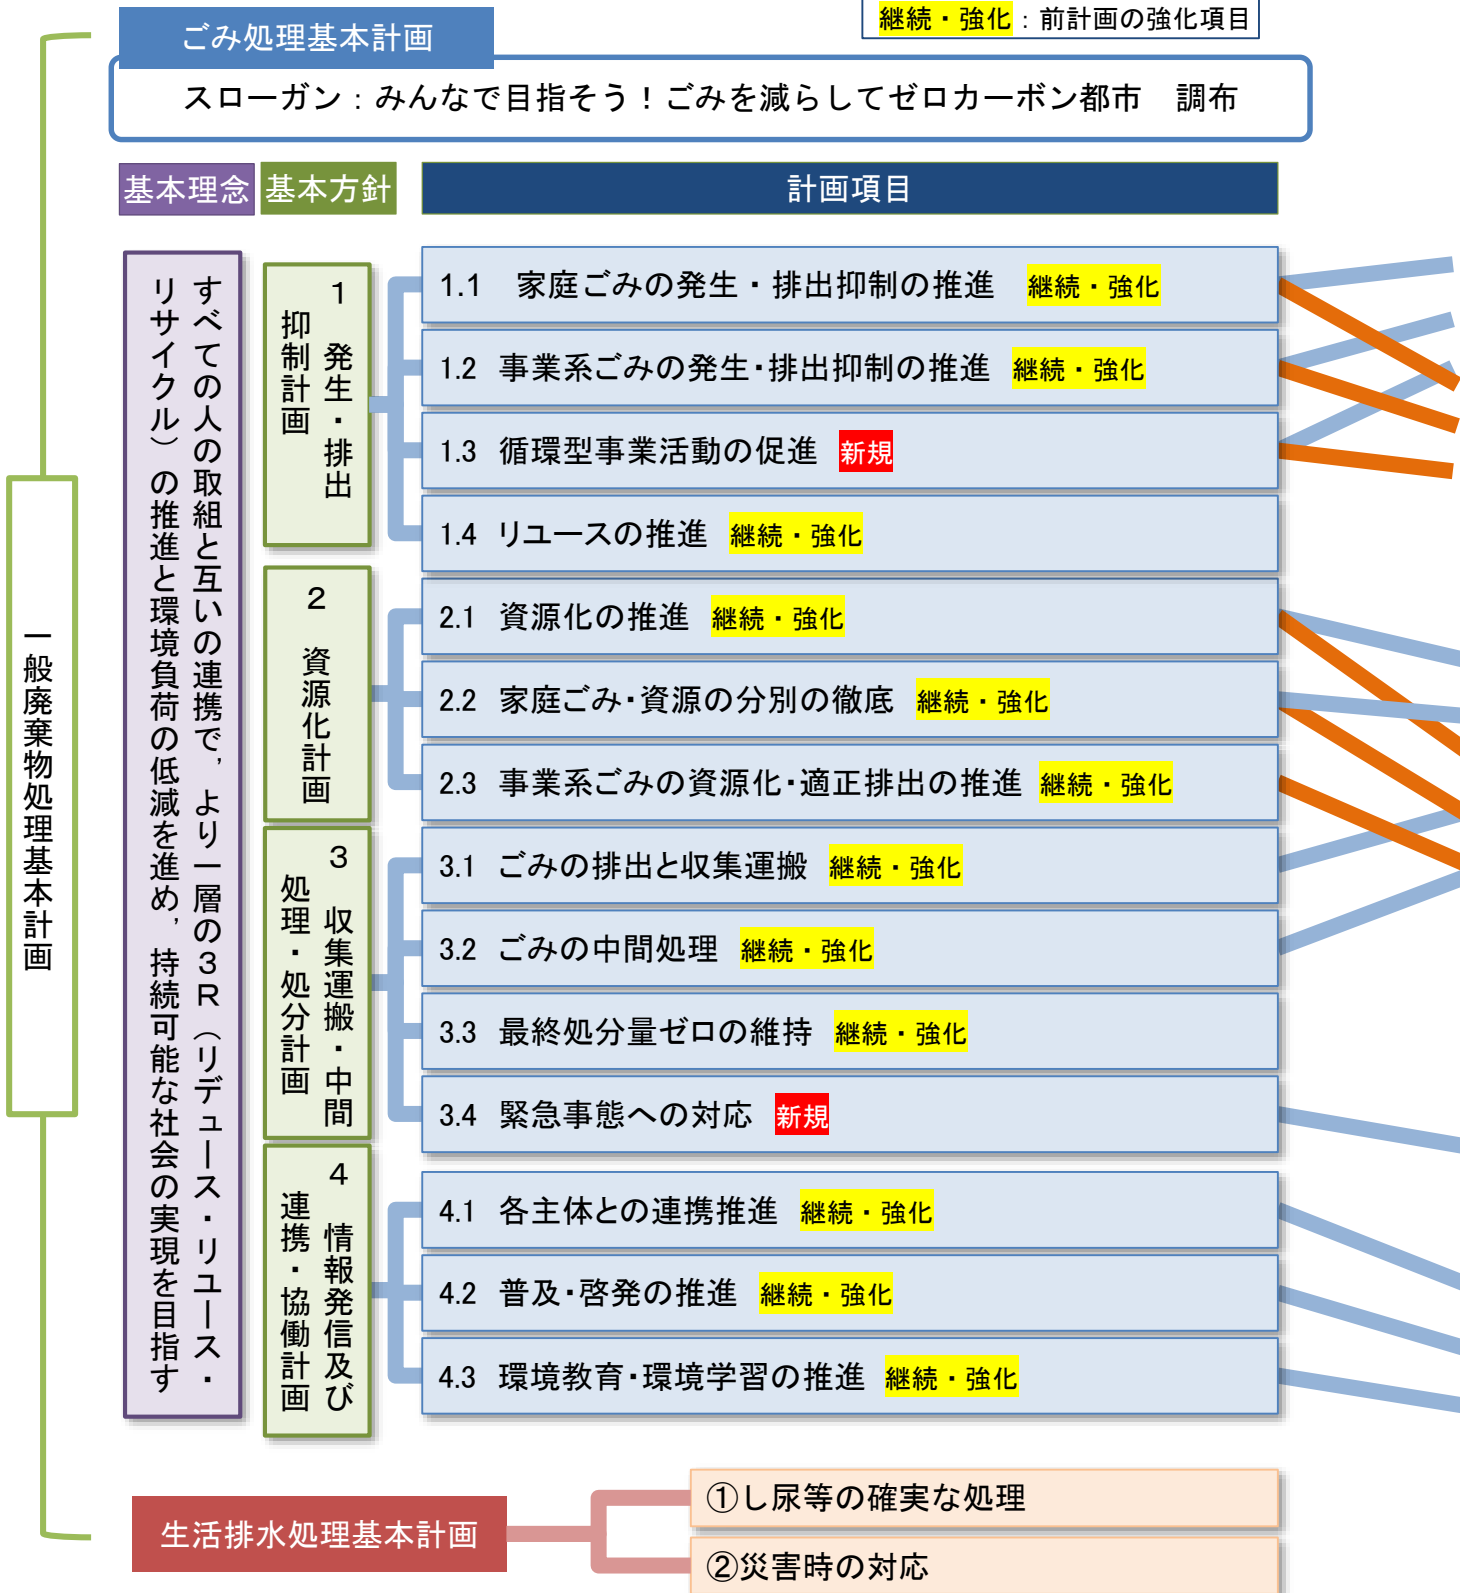 継続・強化：前計画の強化項目
ごみ処理基本計画
スローガン：みんなで目指そう！ごみを減らしてゼロカーボン都市　調布
基本理念
基本方針
計画項目
一般廃棄物処理基本計画
すべての人の取組と互いの連携で，より一層の３Ｒ（リデュース・リユース・
リサイクル）の推進と環境負荷の低減を進め，持続可能な社会の実現を目指す
１　発生・排出
抑制計画
1.1　家庭ごみの発生・排出抑制の推進　継続・強化
1.2　事業系ごみの発生・排出抑制の推進　継続・強化
1.3　循環型事業活動の促進　新規
1.4　リユースの推進　継続・強化
２　資源化計画
2.1　資源化の推進　継続・強化
2.2　家庭ごみ・資源の分別の徹底　継続・強化
2.3　事業系ごみの資源化・適正排出の推進　継続・強化
３　収集運搬・中間
処理・処分計画
3.1　ごみの排出と収集運搬　継続・強化
3.2　ごみの中間処理　継続・強化
3.3　最終処分量ゼロの維持　継続・強化
3.4　緊急事態への対応　新規
４　情報発信及び
連携・協働計画
4.1　各主体との連携推進　継続・強化
4.2　普及・啓発の推進　継続・強化
4.3　環境教育・環境学習の推進　継続・強化
生活排水処理基本計画
①し尿等の確実な処理
②災害時の対応